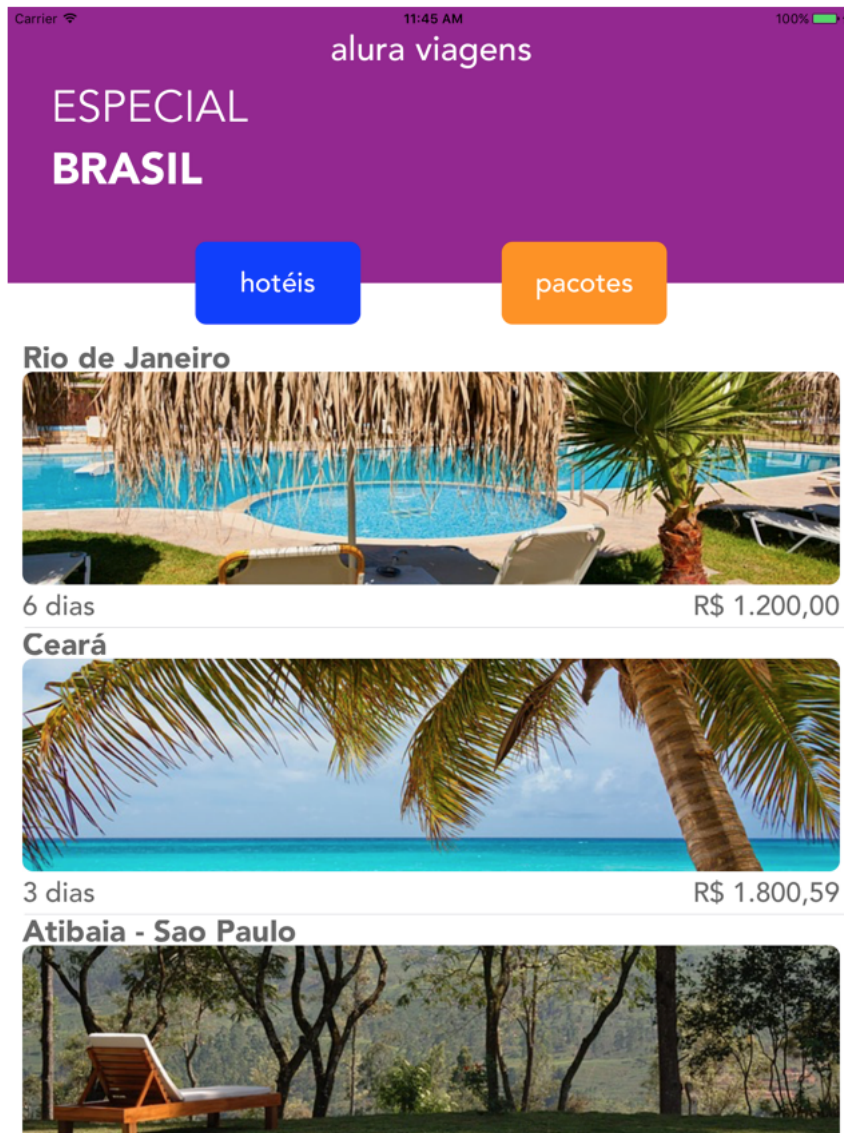 Carrier 11:45 AM 100%
alura viagens
ESPECIAL
BRASIL
hotéis pacotes
Rio de Janeiro
6 dias R$ 1.200,00
Ceará
3 dias R$ 1.800,59
Atibaia - Sao Paulo